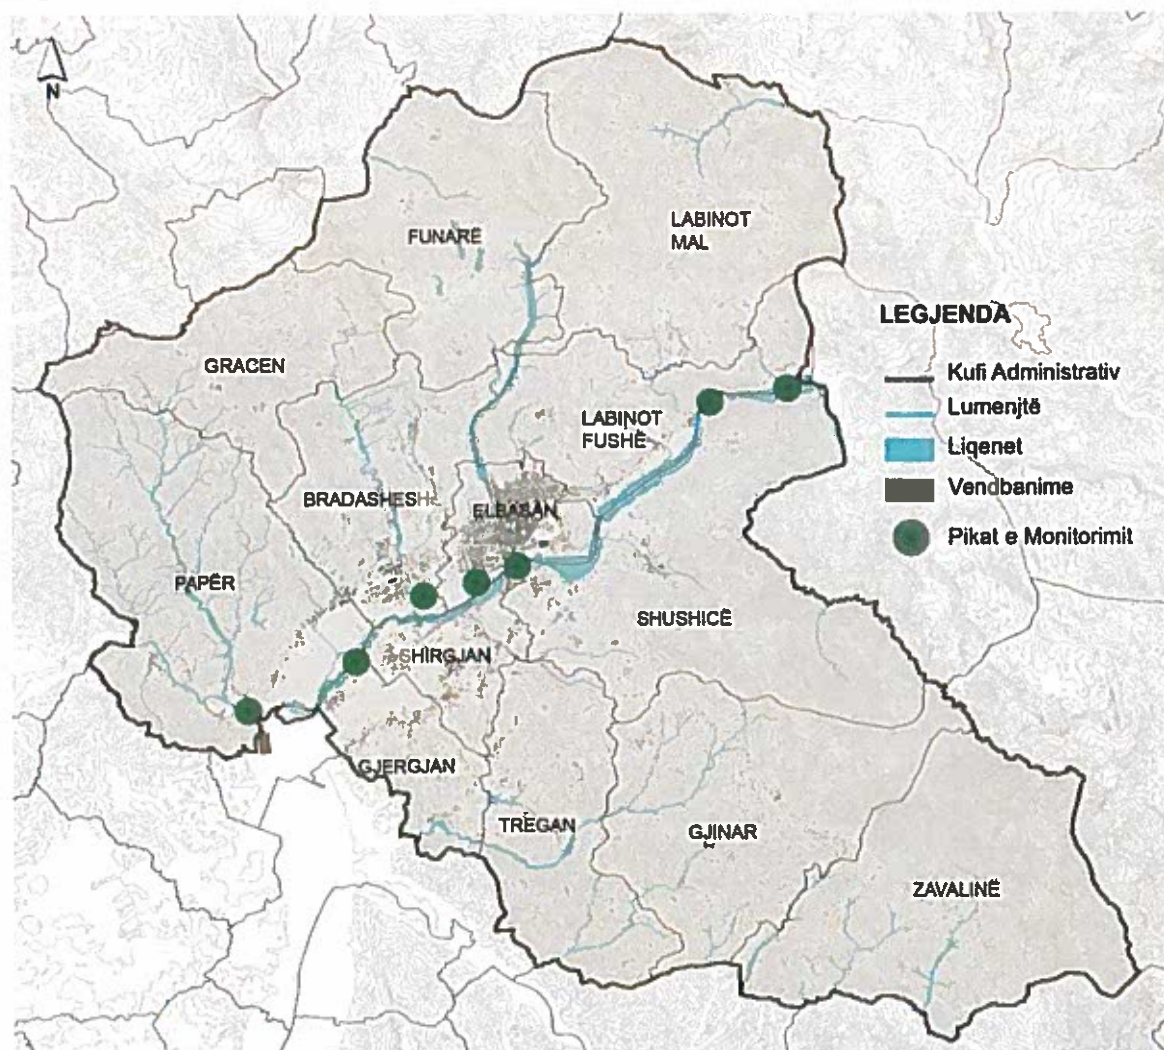 N
LABINOT
MAL
FUNARË
LEGJENDA
GRACEN
Kufi Administrativ
Lumenjtë
LABINOT
FUSHË
Liqenet
BRADASHESH
Vendbanime
ELBASAN
Pikat e Monitorimit
PAPËR
SHUSHICË
SHIRGJAN
GJERGJAN
TREGAN
GJINAR
ZAVALINË